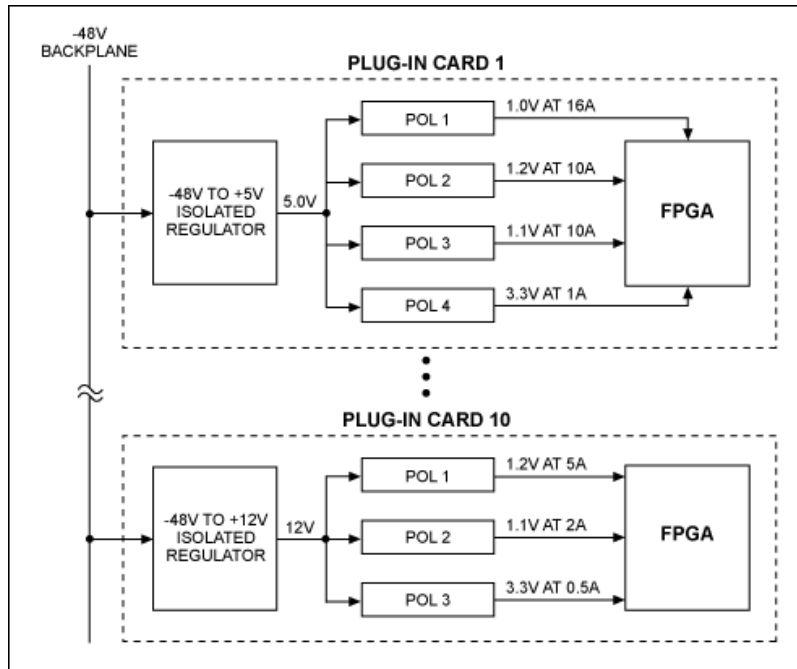 -48V
BACKPLANE
PLUG-IN CARD 1
-48V TO +5V
ISOLATED
REGULATOR
5.0V
POL 1
1.0V AT 16A
POL 2
1.2V AT 10A
POL 3
1.1V AT 10A
POL 4
3.3V AT 1A
FPGA
PLUG-IN CARD 10
-48V TO +12V
ISOLATED
REGULATOR
12V
POL 1
1.2V AT 5A
POL 2
1.1V AT 2A
POL 3
3.3V AT 0.5A
FPGA